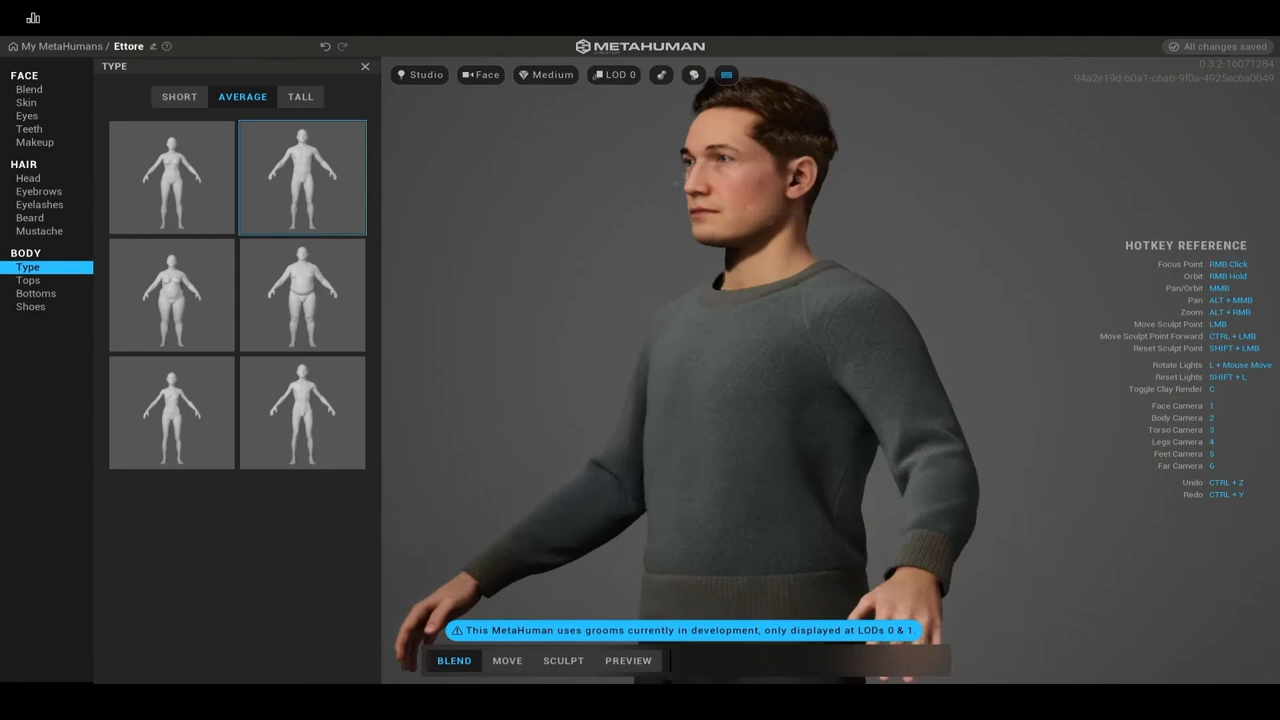 My MetaHumans / Ettore
METAHUMAN
All changes saved
0.3.2-16071284
94a2e19d-b0a1-c6ab-9f0a-4925ec6a0049
FACE
Blend
Skin
Eyes
Teeth
Makeup
HAIR
Head
Eyebrows
Eyelashes
Beard
Mustache
BODY
Type
Tops
Bottoms
Shoes
TYPE
SHORT AVERAGE TALL
Studio Face Medium LOD 0
HOTKEY REFERENCE
Focus Point RMB Click
Orbit RMB Hold
Pan/Orbit MMB
Pan ALT + MMB
Zoom ALT + RMB
Move Sculpt Point LMB
Move Sculpt Point Forward CTRL + LMB
Reset Sculpt Point SHIFT + LMB
Rotate Lights L + Mouse Move
Reset Lights SHIFT + L
Toggle Clay Render C
Face Camera 1
Body Camera 2
Torso Camera 3
Legs Camera 4
Feet Camera 5
Far Camera 6
Undo CTRL + Z
Redo CTRL + Y
This MetaHuman uses grooms currently in development, only displayed at LODs 0 & 1.
BLEND MOVE SCULPT PREVIEW